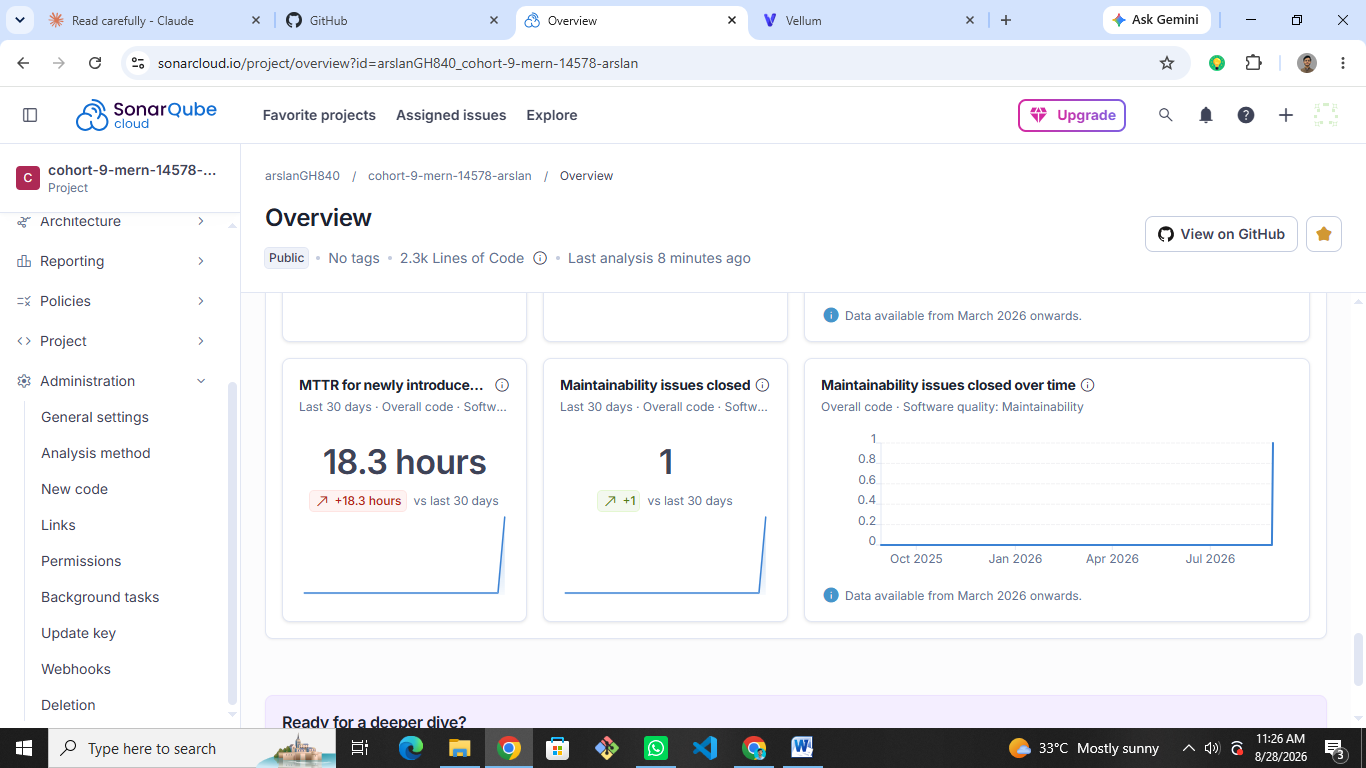 Read carefully - Claude
GitHub
Overview
Vellum
Ask Gemini
sonarcloud.io/project/overview?id=arslanGH840_cohort-9-mern-14578-arslan
SonarQube
cloud
Favorite projects
Assigned issues
Explore
Upgrade
C
cohort-9-mern-14578-...
Project
Architecture
Reporting
Policies
Project
Administration
General settings
Analysis method
New code
Links
Permissions
Background tasks
Update key
Webhooks
Deletion
arslanGH840 / cohort-9-mern-14578-arslan / Overview
Overview
Public • No tags • 2.3k Lines of Code • Last analysis 8 minutes ago
View on GitHub
Data available from March 2026 onwards.
MTTR for newly introduce...
Last 30 days · Overall code · Softw...
18.3 hours
+18.3 hours vs last 30 days
Maintainability issues closed
Last 30 days · Overall code · Softw...
1
+1 vs last 30 days
Maintainability issues closed over time
Overall code · Software quality: Maintainability
1
0.8
0.6
0.4
0.2
0
Oct 2025 Jan 2026 Apr 2026 Jul 2026
Data available from March 2026 onwards.
Ready for a deeper dive?
Type here to search
33°C Mostly sunny
11:26 AM
8/28/2026
3